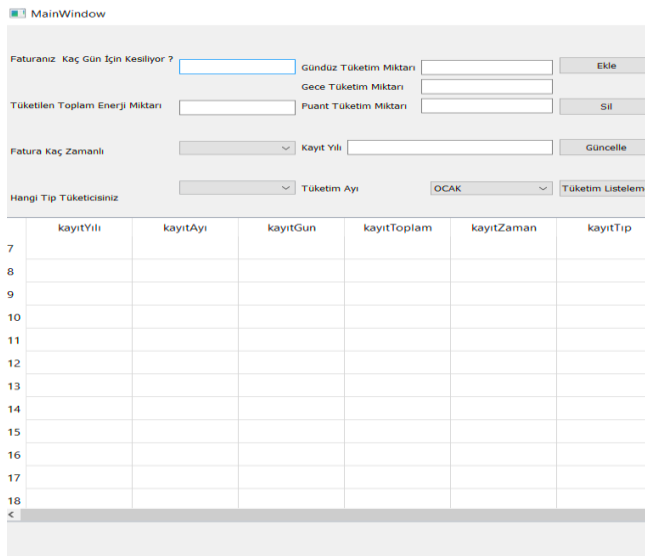 MainWindow
Faturanız Kaç Gün İçin Kesiliyor ?
Gündüz Tüketim Miktarı
Ekle
Gece Tüketim Miktarı
Tüketilen Toplam Enerji Miktarı
Puant Tüketim Miktarı
Sil
Fatura Kaç Zamanlı
Kayıt Yılı
Güncelle
Hangi Tip Tüketicisiniz
Tüketim Ayı
OCAK
Tüketim Listelem
kayıtYılı kayıtAyı kayıtGun kayıtToplam kayıtZaman kayıtTıp
7
8
9
10
11
12
13
14
15
16
17
18